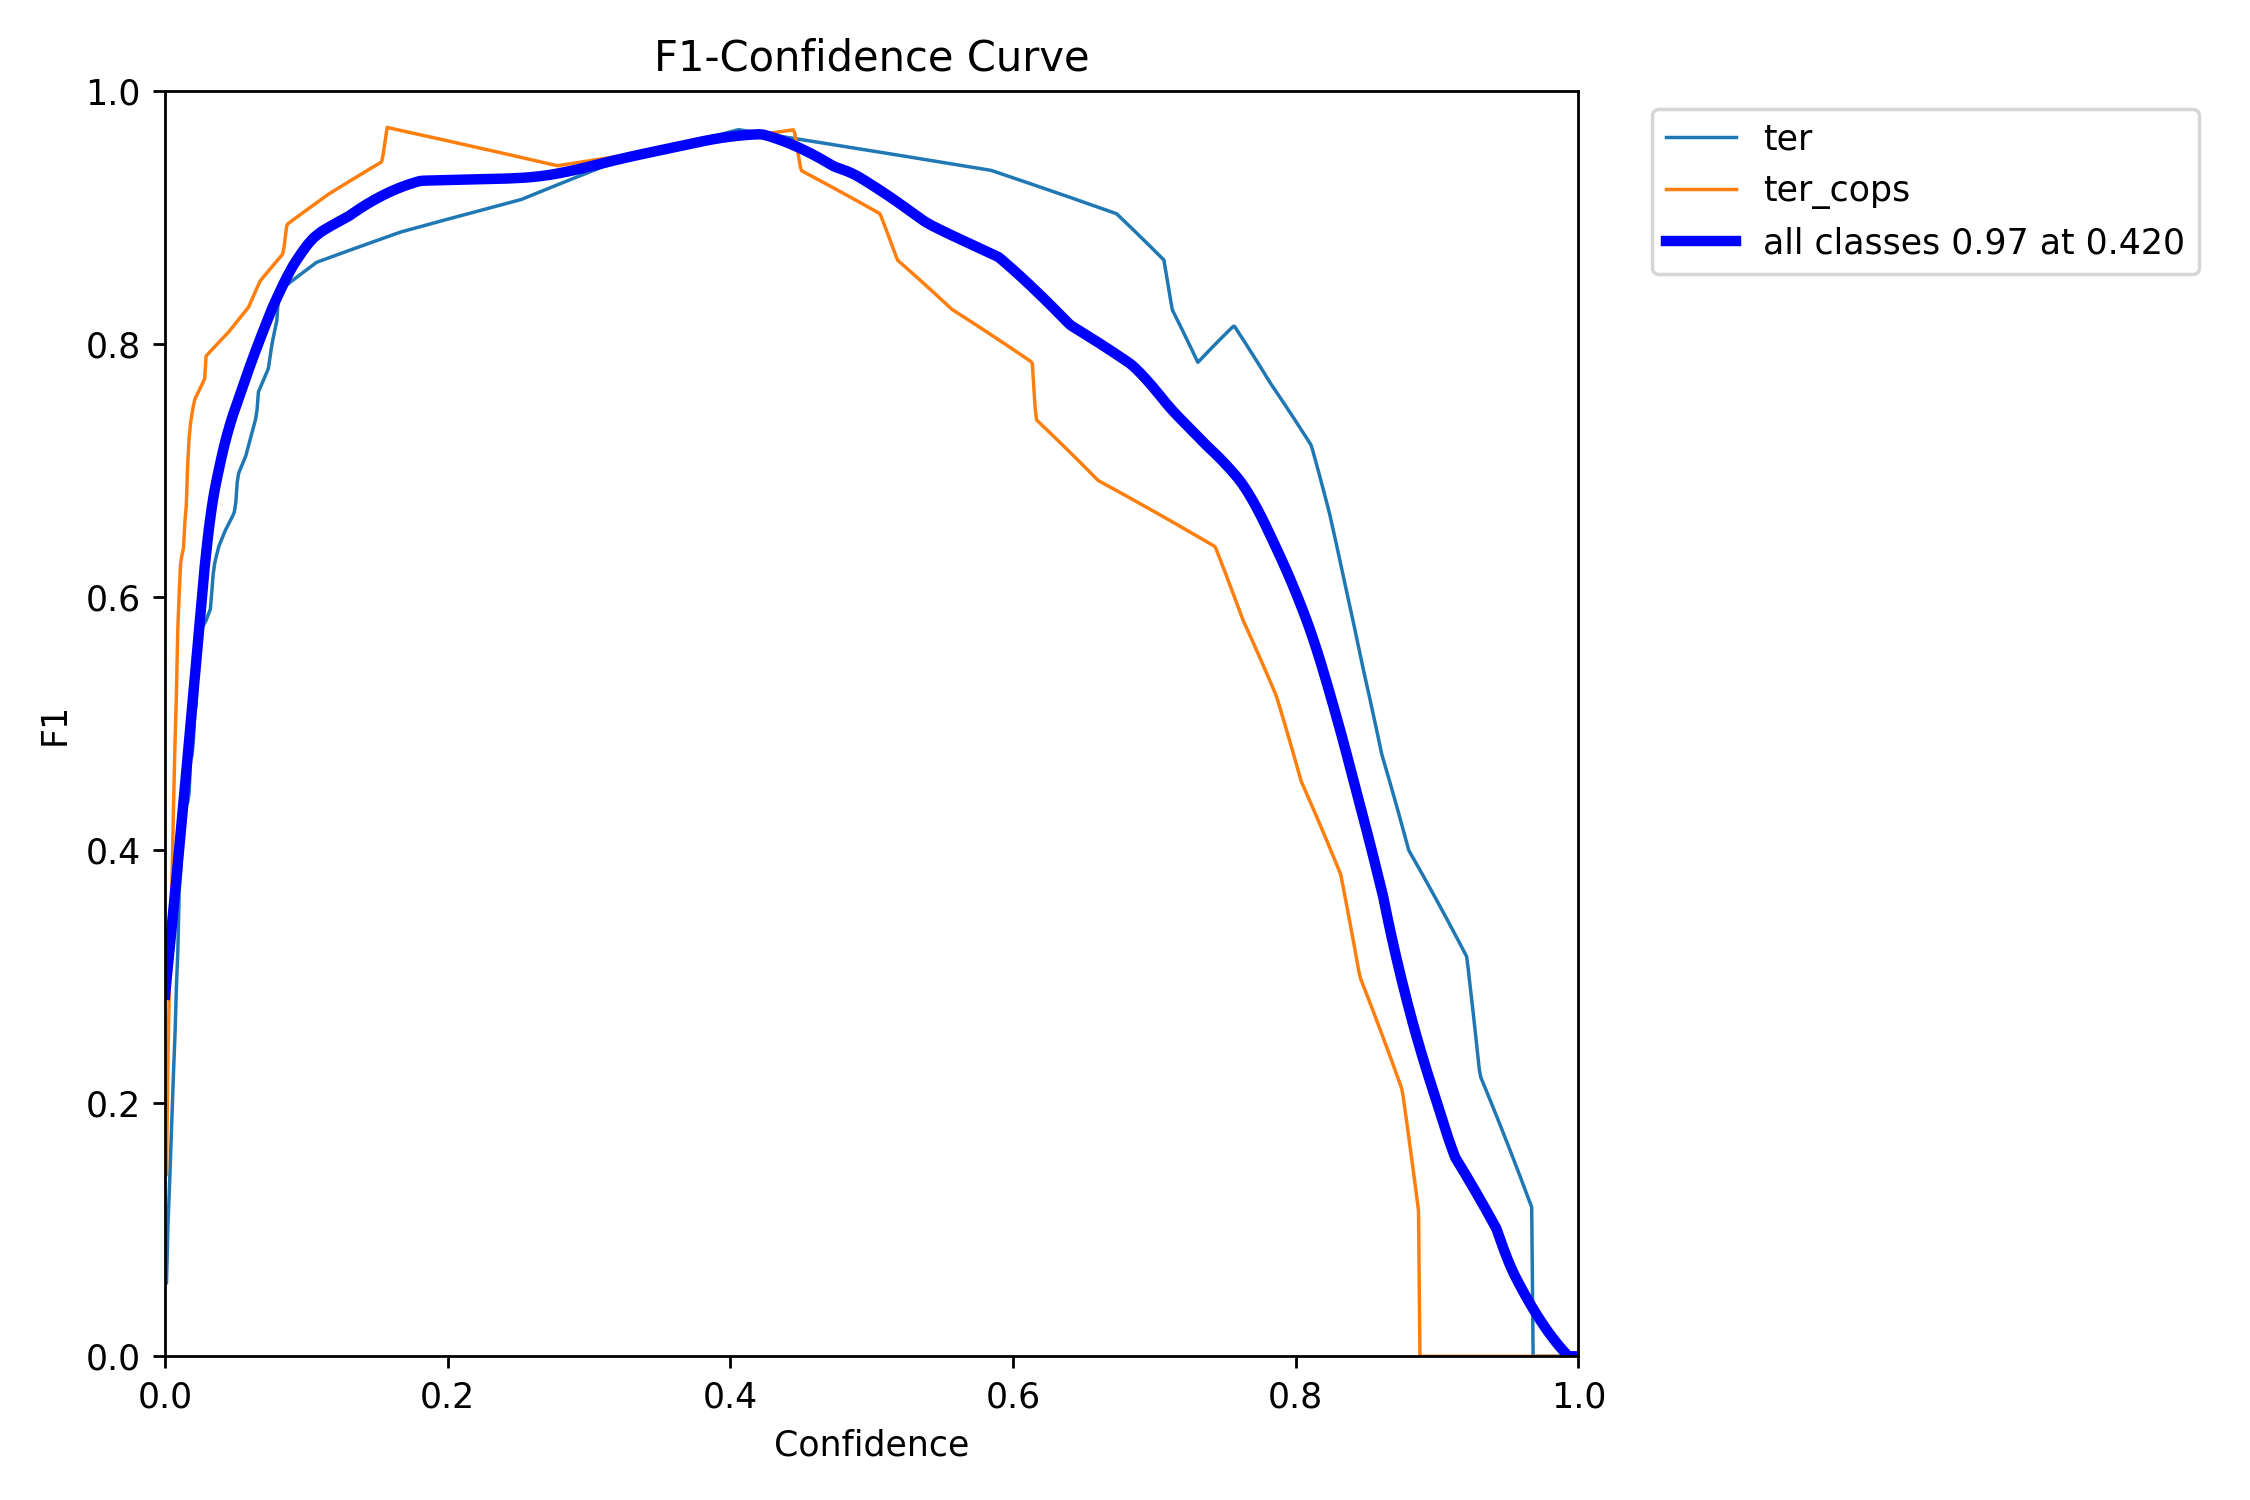 F1-Confidence Curve
ter
ter_cops
all classes 0.97 at 0.420
1.0
0.8
0.6
0.4
0.2
0.0
F1
0.0 0.2 0.4 0.6 0.8 1.0
Confidence